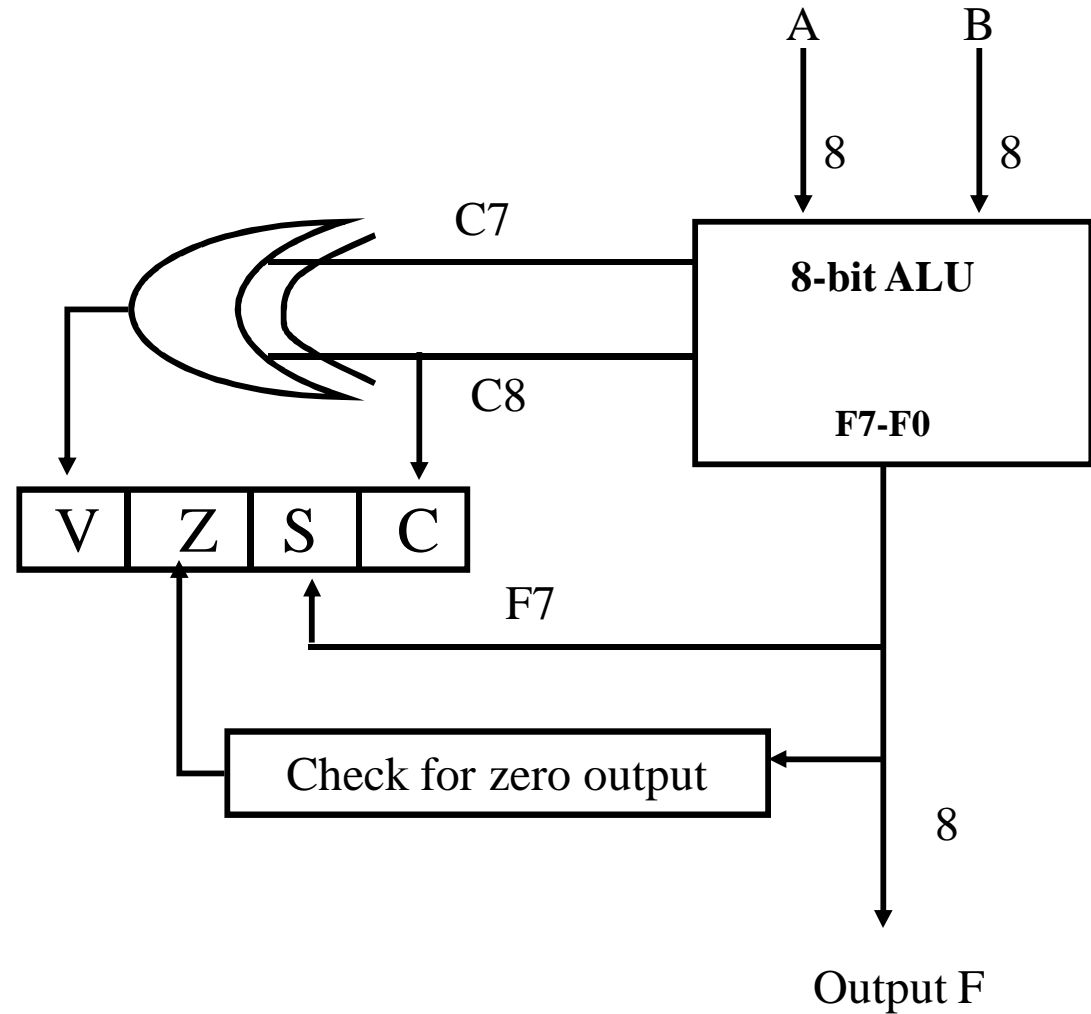 A B
8 8
C7
8-bit ALU
C8
F7-F0
V Z S C
F7
Check for zero output
8
Output F